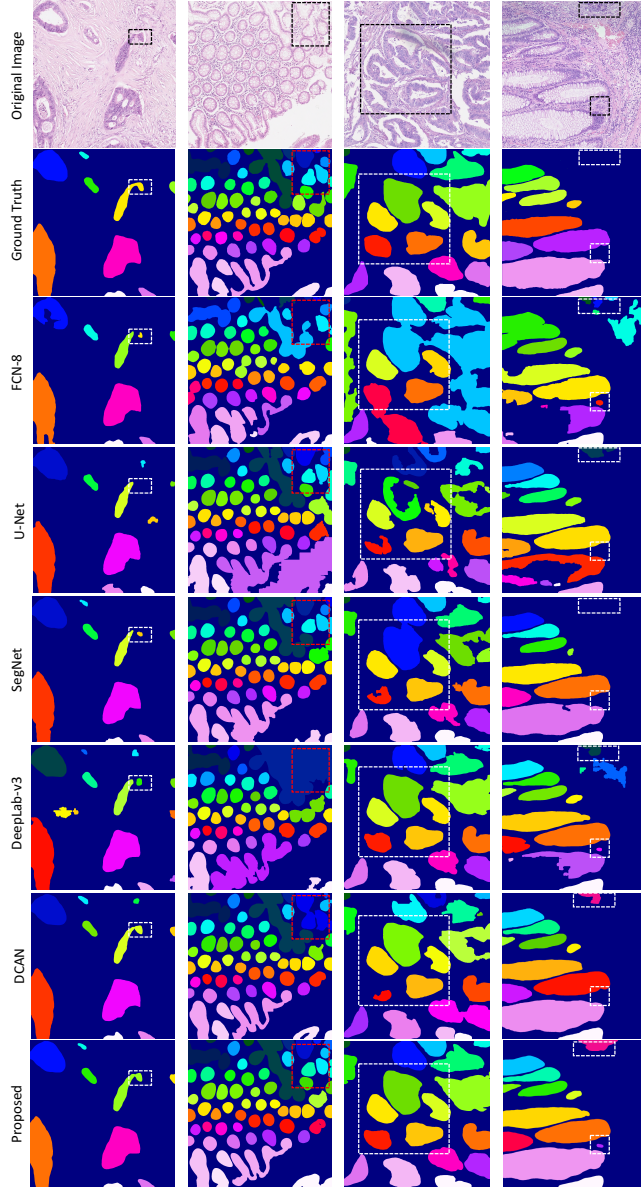 Original Image
Ground Truth
FCN-8
U-Net
SegNet
DeepLab-v3
DCAN
Proposed